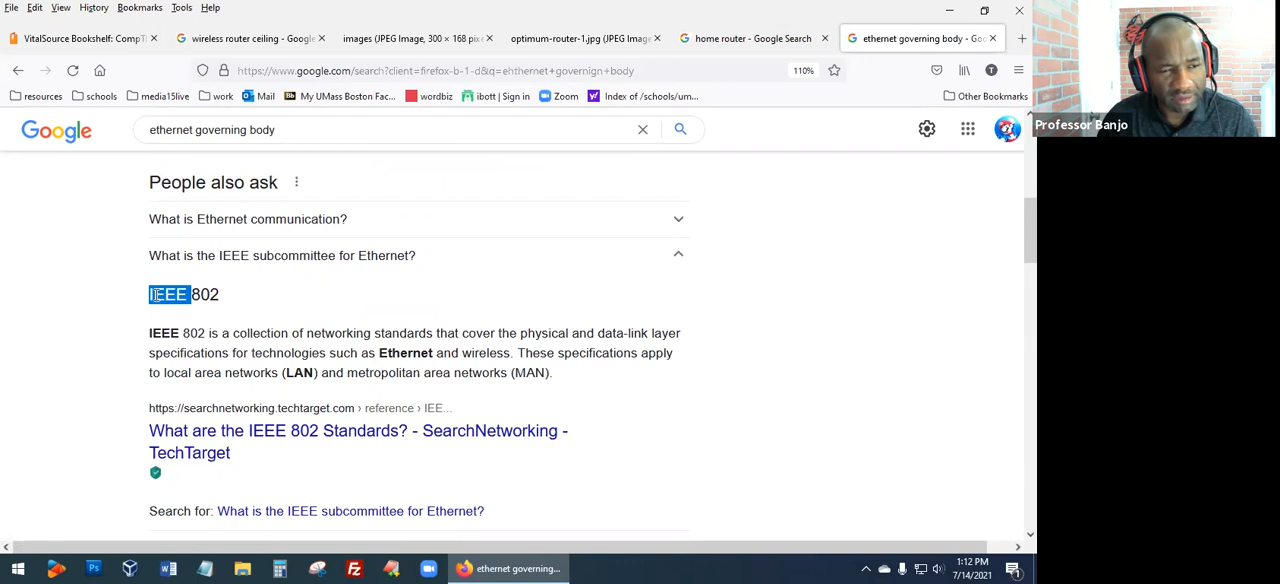 File Edit View History Bookmarks Tools Help
VitalSource Bookshelf: CompT
wireless router ceiling - Google
images (JPEG Image, 300 × 168 pixe
optimum-router-1.jpg (JPEG Imag
home router - Google Search
ethernet governing body - Goo
https://www.google.com/search?client=firefox-b-1-d&q=ehthernet+governign+body
110%
T
resources schools media15live work Mail My UMass Boston Fac... wordbiz ibott | Sign in Zoom Index of /schools/um... Other Bookmarks
Google
ethernet governing body
Professor Banjo
People also ask
What is Ethernet communication?
What is the IEEE subcommittee for Ethernet?
IEEE 802
IEEE 802 is a collection of networking standards that cover the physical and data-link layer
specifications for technologies such as Ethernet and wireless. These specifications apply
to local area networks (LAN) and metropolitan area networks (MAN).
https://searchnetworking.techtarget.com › reference › IEE...
What are the IEEE 802 Standards? - SearchNetworking -
TechTarget
Search for: What is the IEEE subcommittee for Ethernet?
Ps
ethernet governing...
1:12 PM
7/14/2021
1